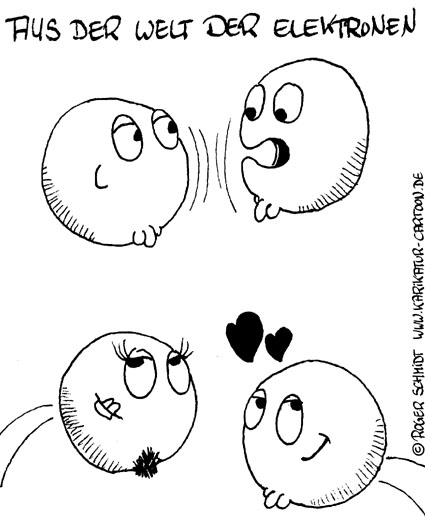 AUS DER WELT DER ELEKTRONEN
© ROGER SCHMIDT WWW.KARIKATUR-CARTOON.DE